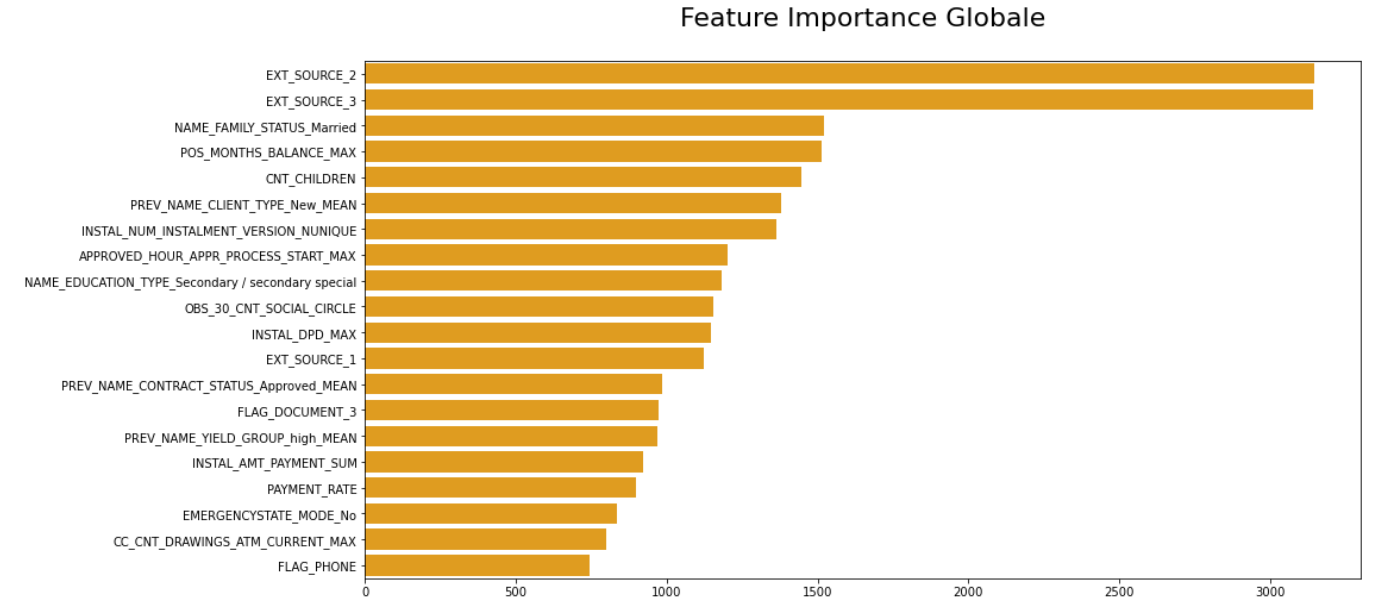 Feature Importance Globale
EXT_SOURCE_2
EXT_SOURCE_3
NAME_FAMILY_STATUS_Married
POS_MONTHS_BALANCE_MAX
CNT_CHILDREN
PREV_NAME_CLIENT_TYPE_New_MEAN
INSTAL_NUM_INSTALMENT_VERSION_NUNIQUE
APPROVED_HOUR_APPR_PROCESS_START_MAX
NAME_EDUCATION_TYPE_Secondary / secondary special
OBS_30_CNT_SOCIAL_CIRCLE
INSTAL_DPD_MAX
EXT_SOURCE_1
PREV_NAME_CONTRACT_STATUS_Approved_MEAN
FLAG_DOCUMENT_3
PREV_NAME_YIELD_GROUP_high_MEAN
INSTAL_AMT_PAYMENT_SUM
PAYMENT_RATE
EMERGENCYSTATE_MODE_No
CC_CNT_DRAWINGS_ATM_CURRENT_MAX
FLAG_PHONE
0 500 1000 1500 2000 2500 3000